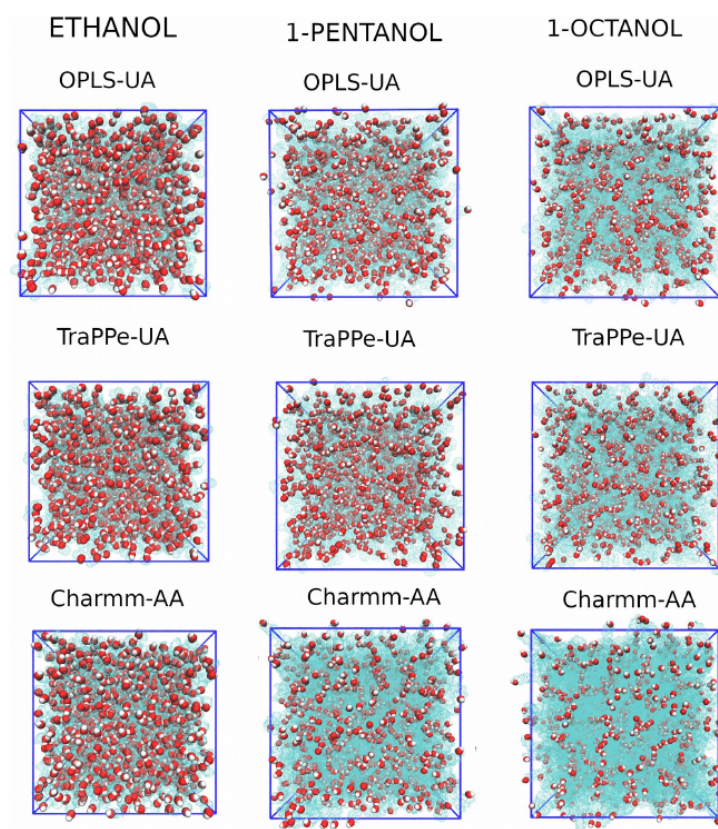 ETHANOL 1-PENTANOL 1-OCTANOL
OPLS-UA OPLS-UA OPLS-UA
TraPPe-UA TraPPe-UA TraPPe-UA
Charmm-AA Charmm-AA Charmm-AA